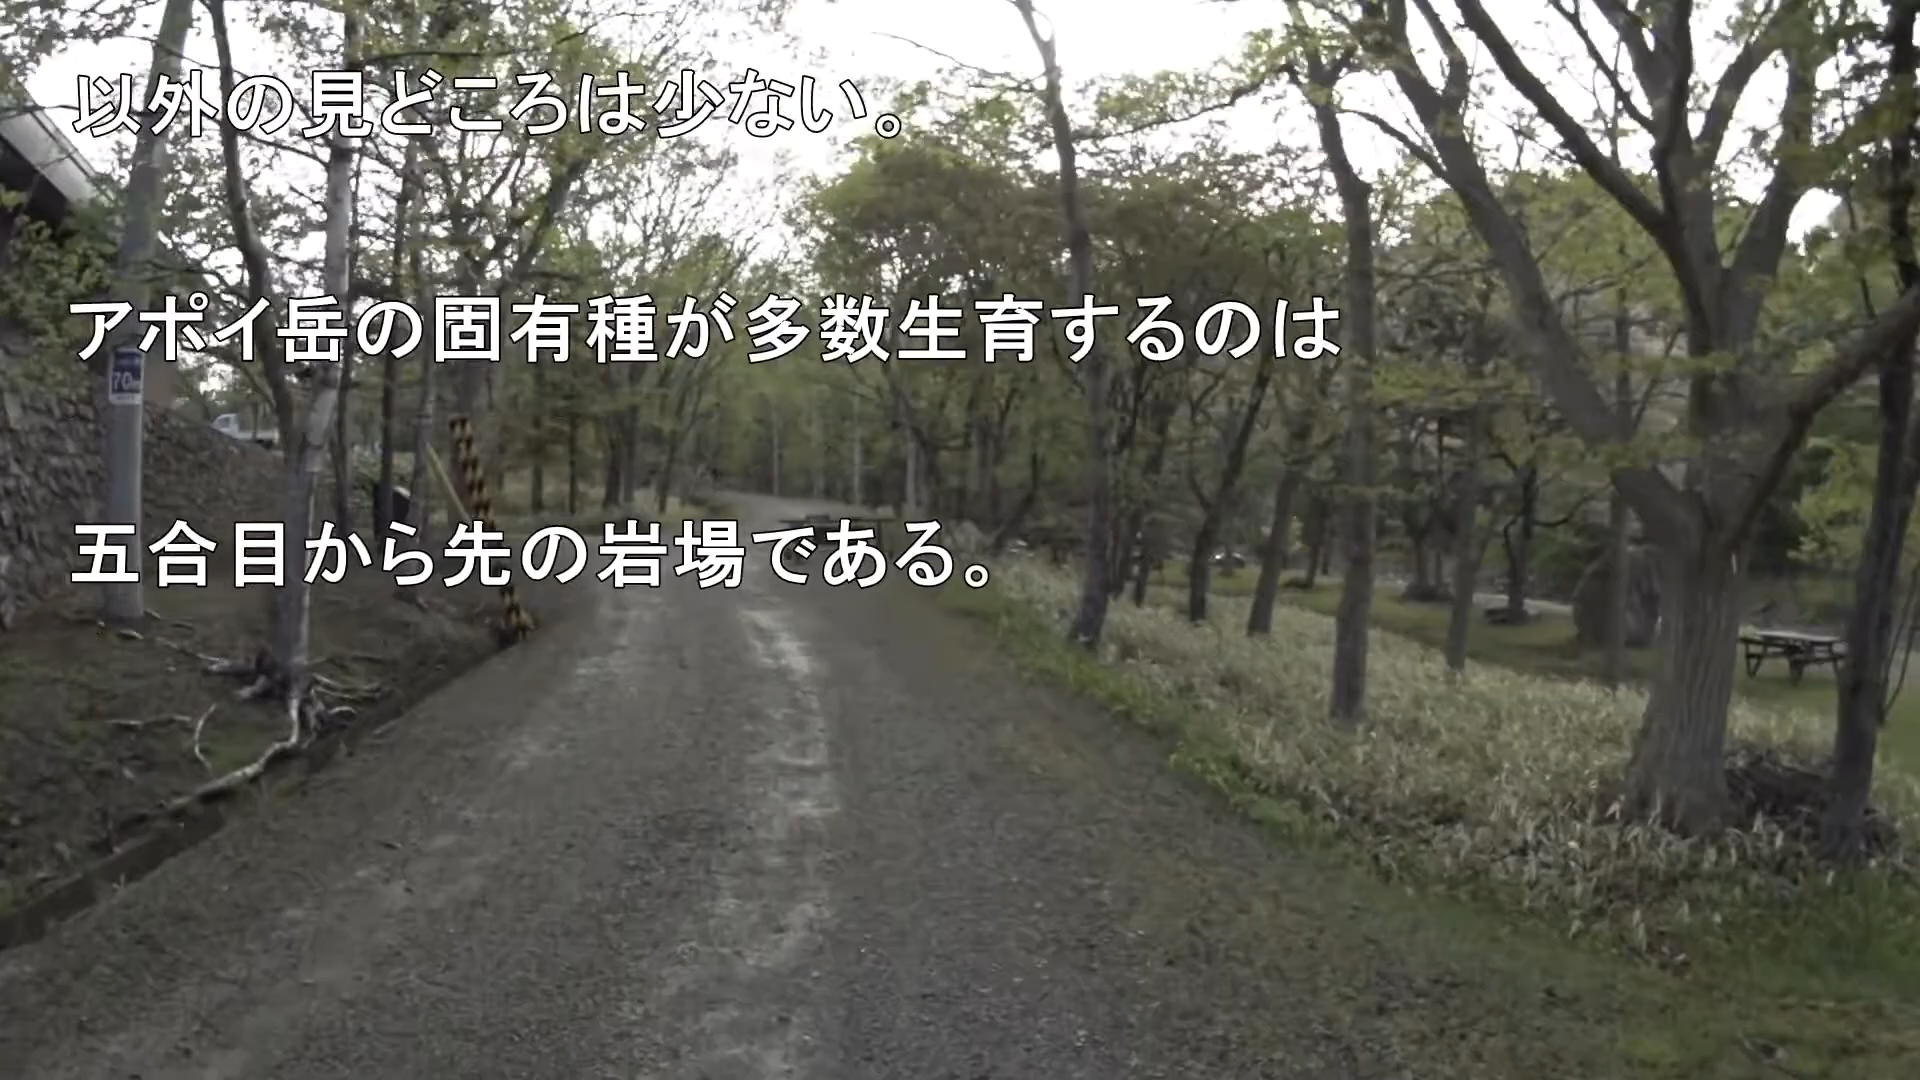 以外の見どころは少ない。
アポイ岳の固有種が多数生育するのは
70m
五合目から先の岩場である。